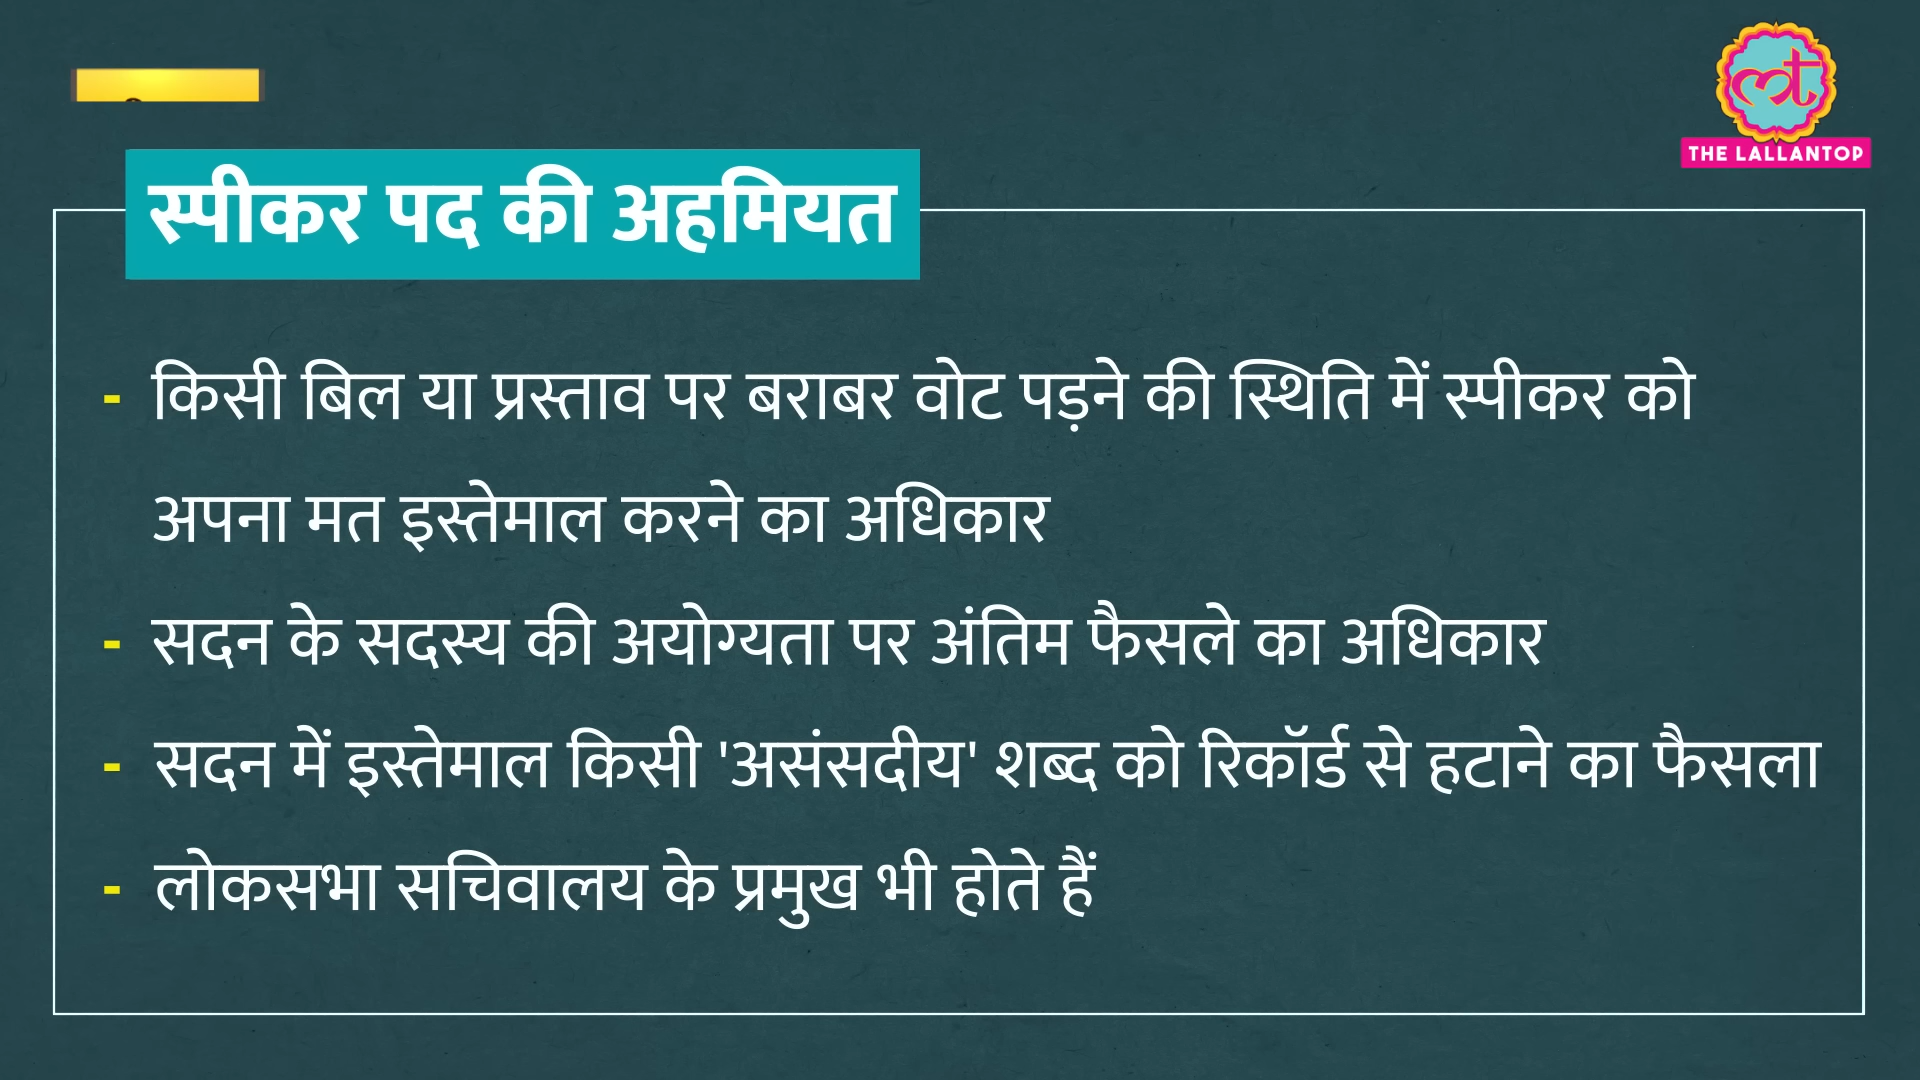 लT
THE LALLANTOP
स्पीकर पद की अहमियत
- किसी बिल या प्रस्ताव पर बराबर वोट पड़ने की स्थिति में स्पीकर को
अपना मत इस्तेमाल करने का अधिकार
- सदन के सदस्य की अयोग्यता पर अंतिम फैसले का अधिकार
- सदन में इस्तेमाल किसी 'असंसदीय' शब्द को रिकॉर्ड से हटाने का फैसला
- लोकसभा सचिवालय के प्रमुख भी होते हैं